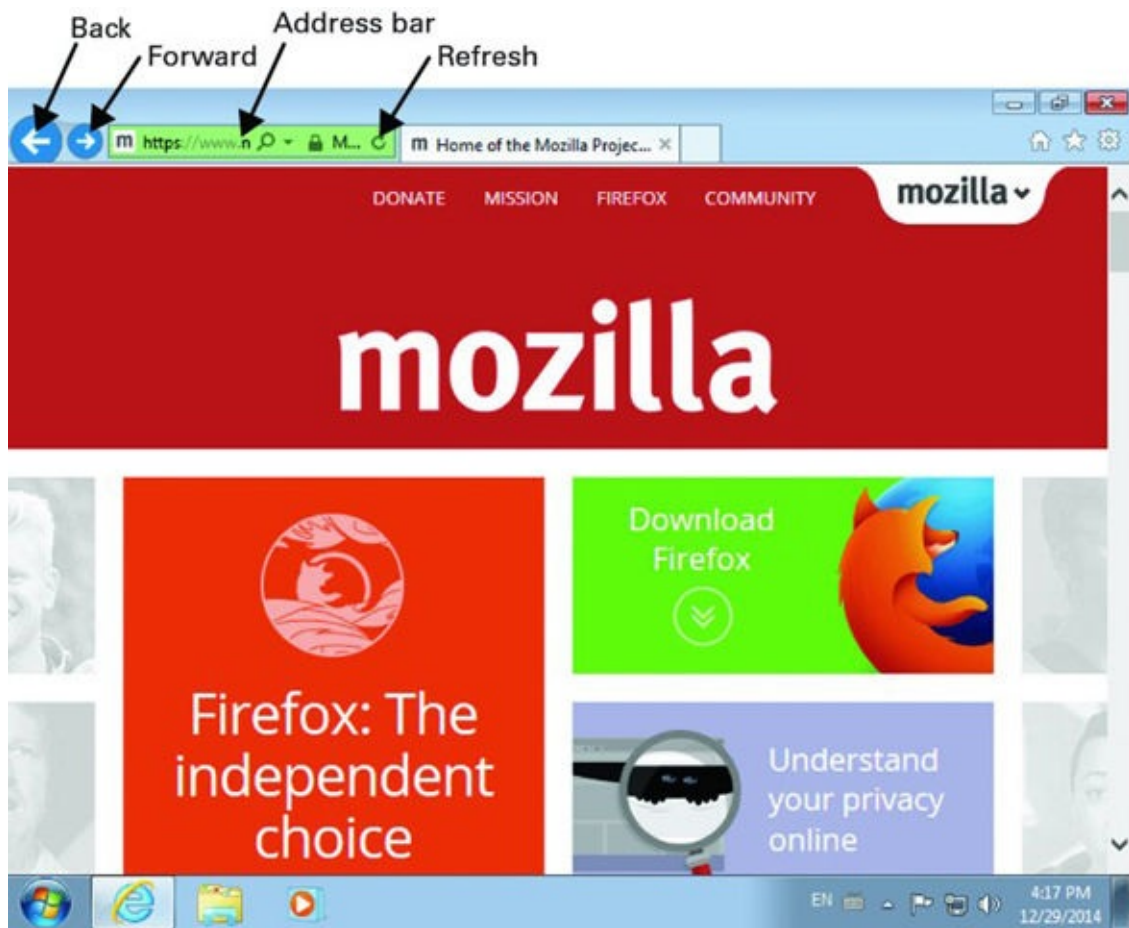 Back
Address bar
Forward
Refresh
m https://www.n M...
m Home of the Mozilla Projec...
DONATE MISSION FIREFOX COMMUNITY
mozilla
mozilla
Download
Firefox
Firefox: The
independent
choice
Understand
your privacy
online
EN
4:17 PM
12/29/2014